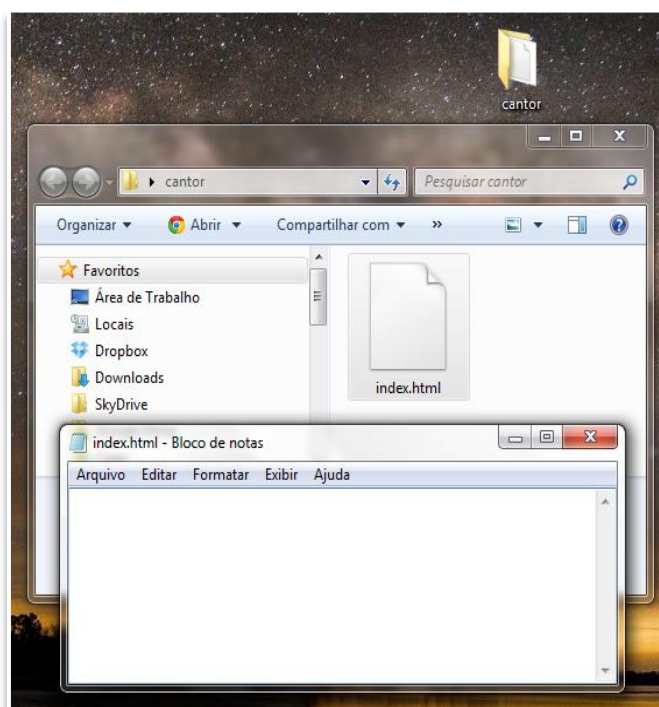 cantor
cantor
Pesquisar cantor
Organizar
Abrir
Compartilhar com
»
Favoritos
Área de Trabalho
Locais
Dropbox
Downloads
SkyDrive
index.html
index.html - Bloco de notas
Arquivo Editar Formatar Exibir Ajuda